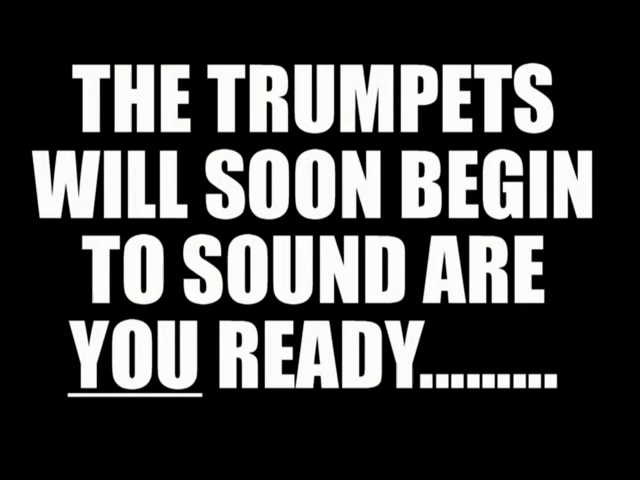 THE TRUMPETS
WILL SOON BEGIN
TO SOUND ARE
YOU READY.........